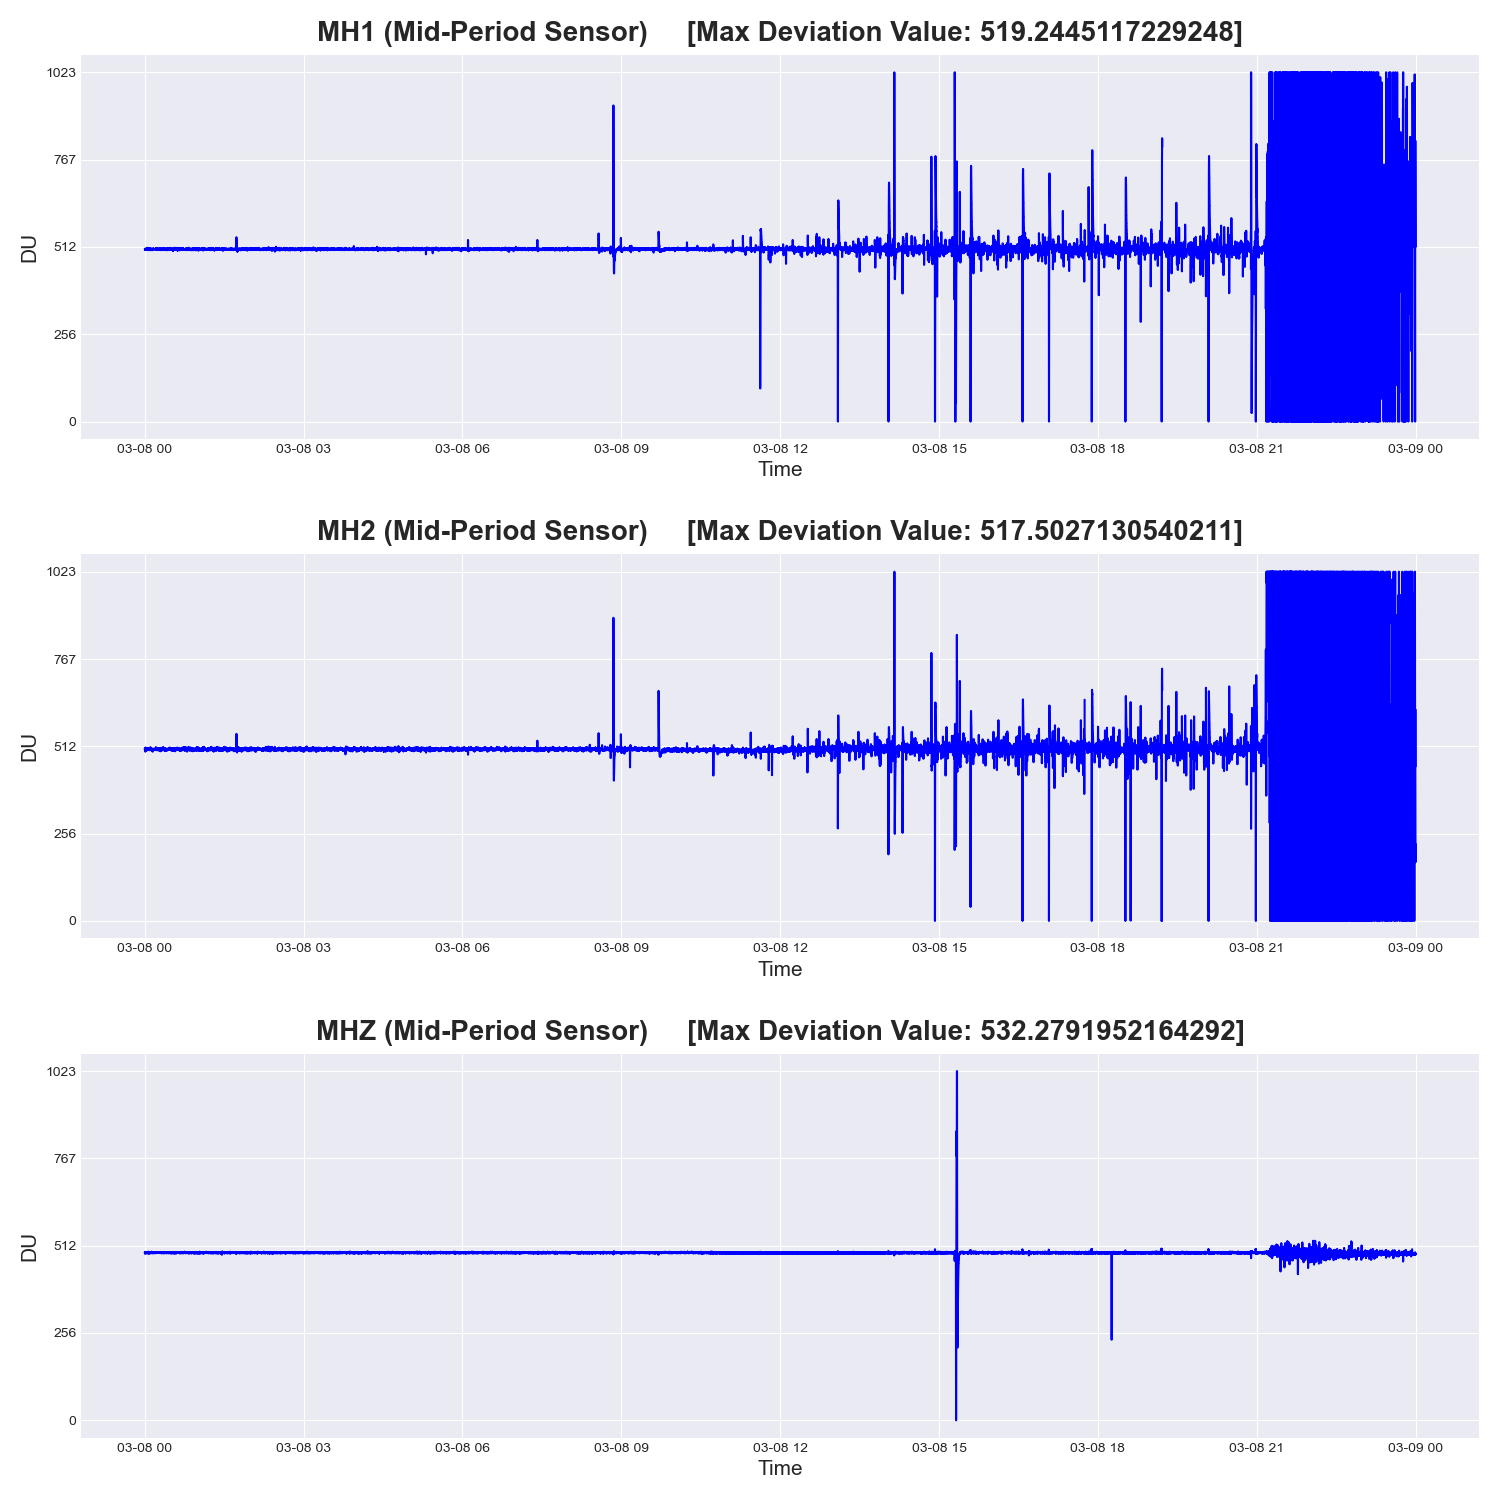 MH1 (Mid-Period Sensor) [Max Deviation Value: 519.2445117229248]
1023
767
512
256
0
DU
03-08 00 03-08 03 03-08 06 03-08 09 03-08 12 03-08 15 03-08 18 03-08 21 03-09 00
Time
MH2 (Mid-Period Sensor) [Max Deviation Value: 517.5027130540211]
1023
767
512
256
0
DU
03-08 00 03-08 03 03-08 06 03-08 09 03-08 12 03-08 15 03-08 18 03-08 21 03-09 00
Time
MHZ (Mid-Period Sensor) [Max Deviation Value: 532.2791952164292]
1023
767
512
256
0
DU
03-08 00 03-08 03 03-08 06 03-08 09 03-08 12 03-08 15 03-08 18 03-08 21 03-09 00
Time